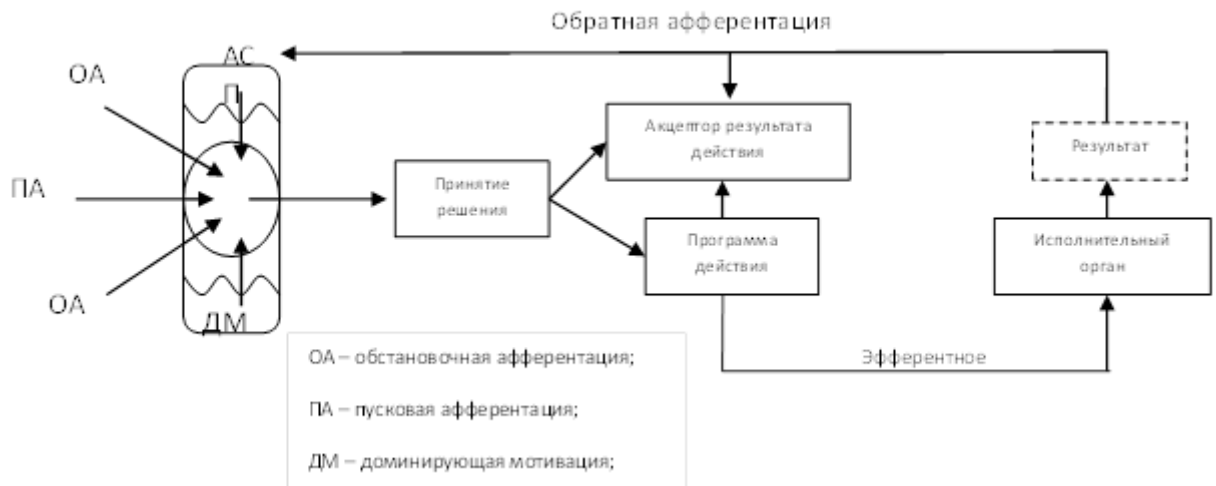 Обратная афферентация
АС
П
ОА
ПА
ОА
ДМ
Принятие
решения
Акцептор результата
действия
Программа
действия
Результат
Исполнительный
орган
Эфферентное
ОА – обстановочная афферентация;
ПА – пусковая афферентация;
ДМ – доминирующая мотивация;